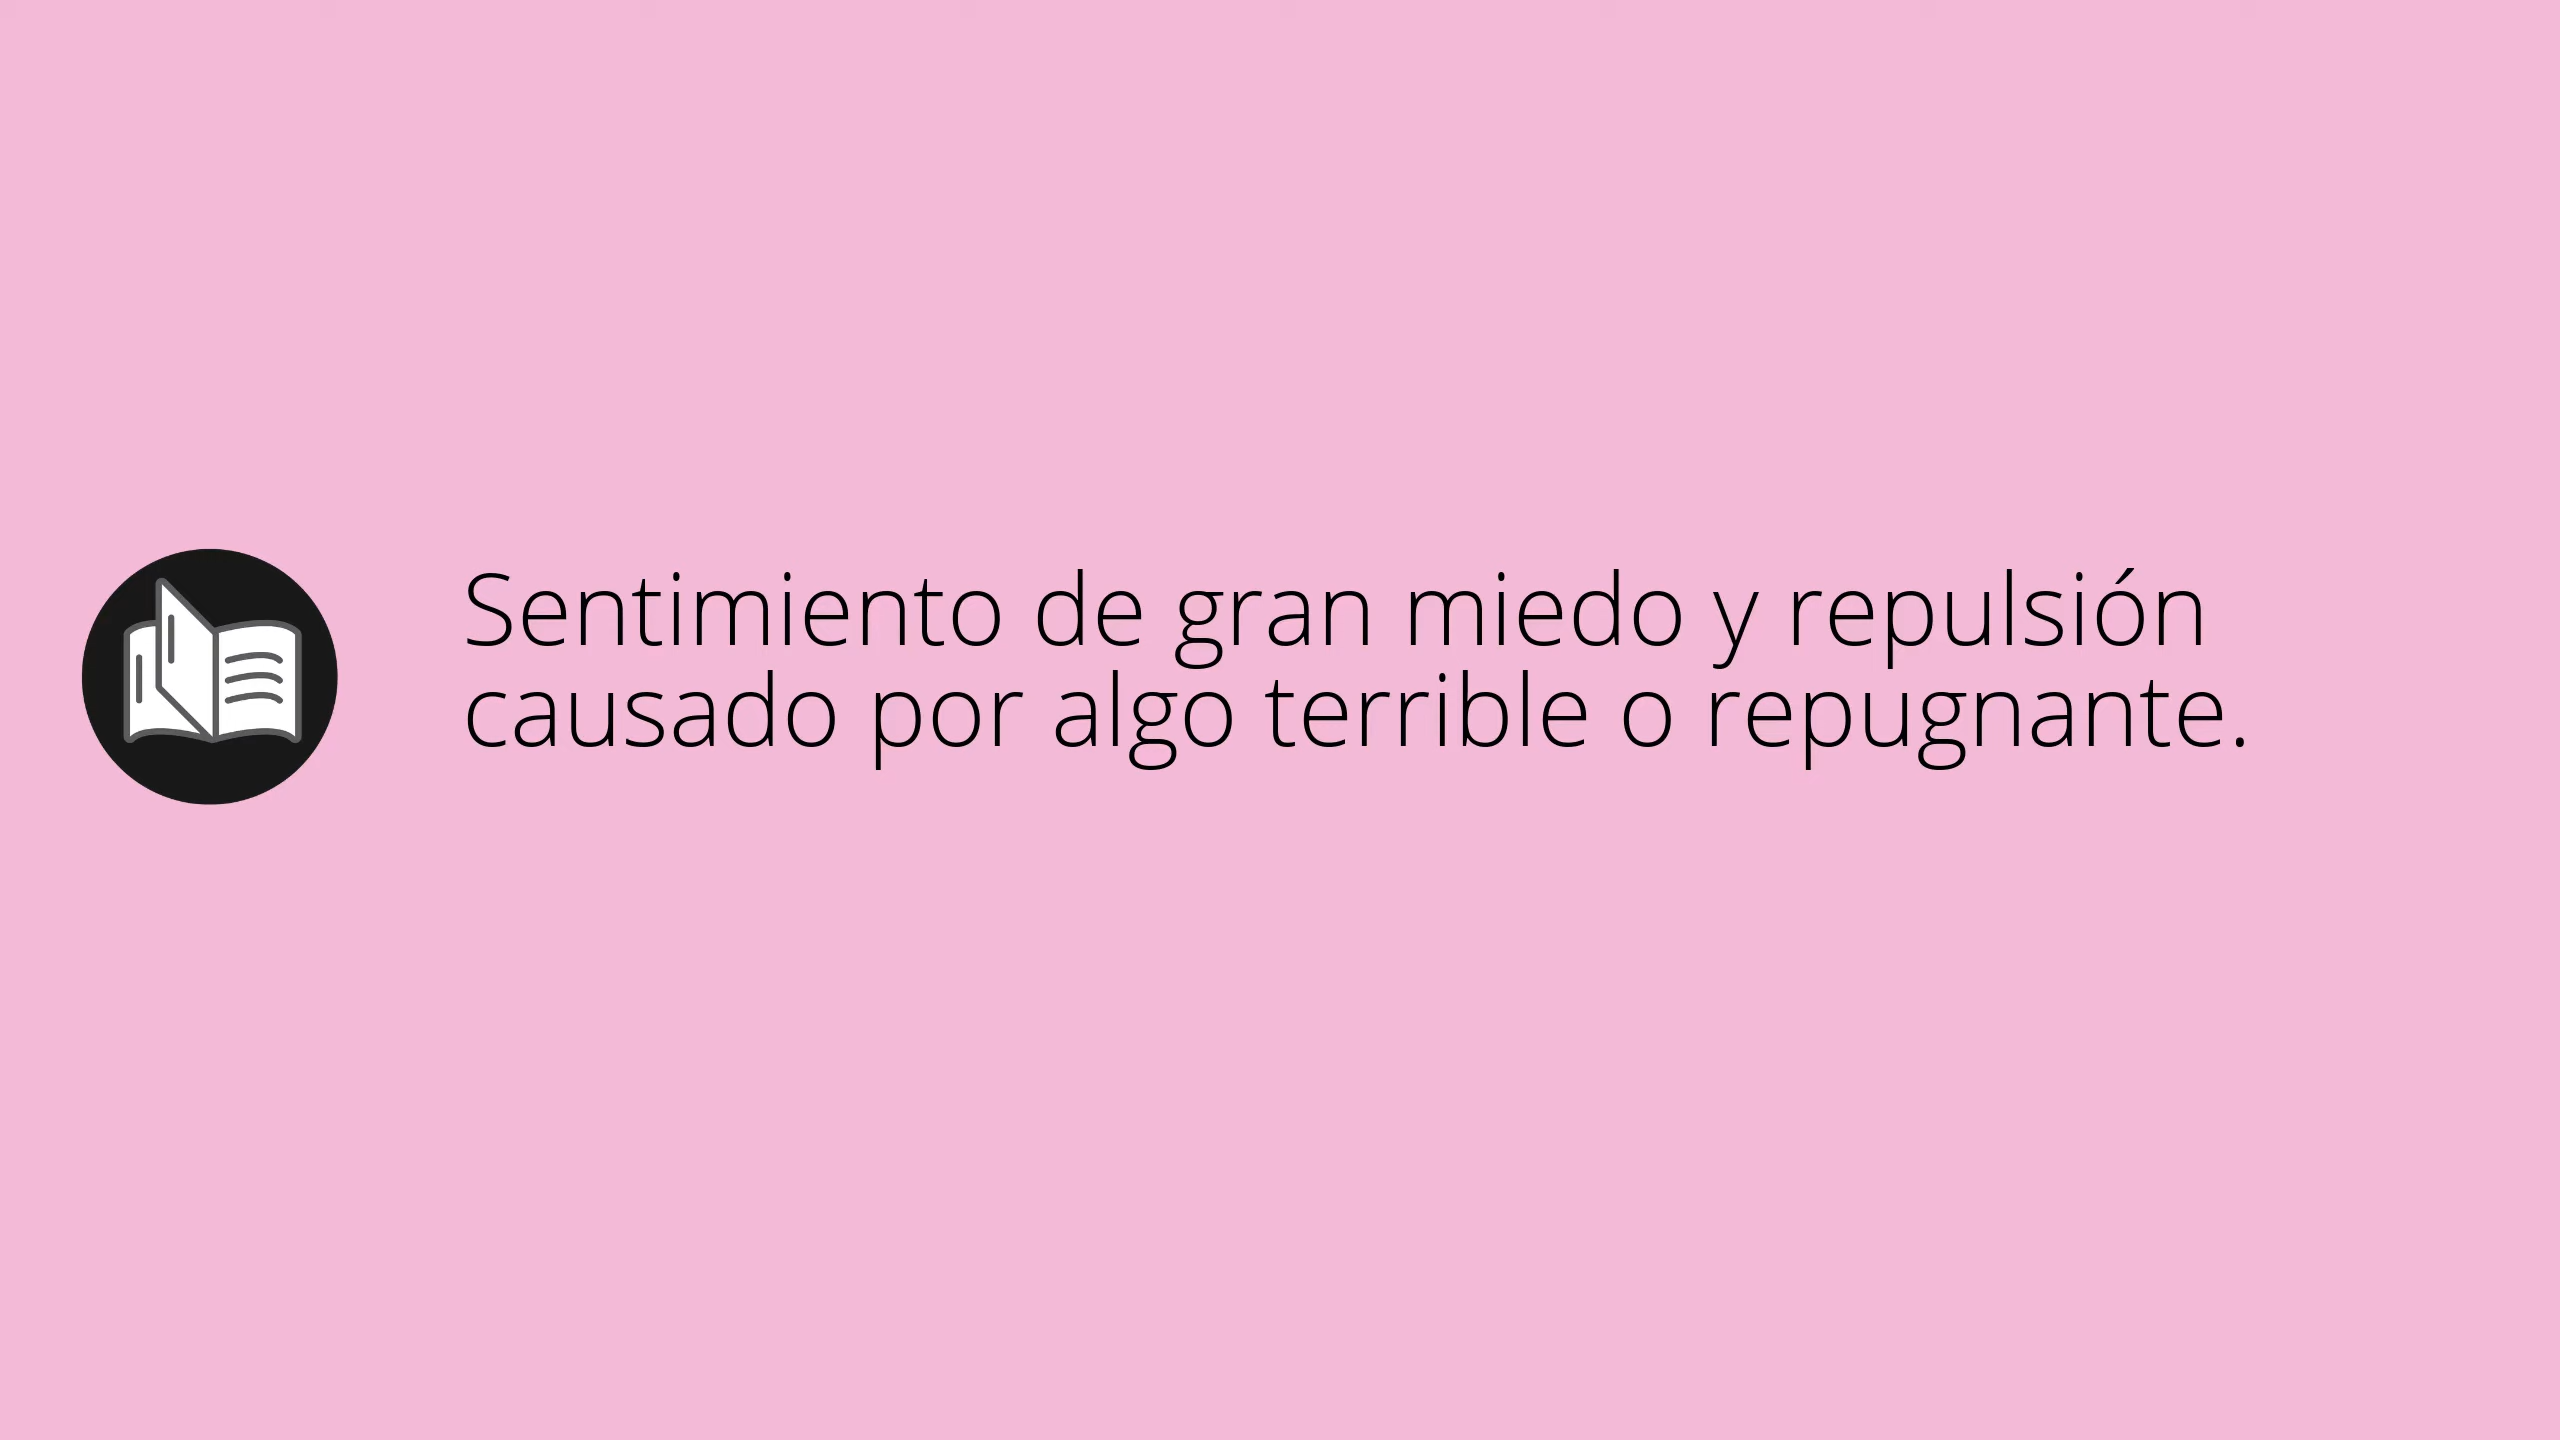 Sentimiento de gran miedo y repulsión
causado por algo terrible o repugnante.